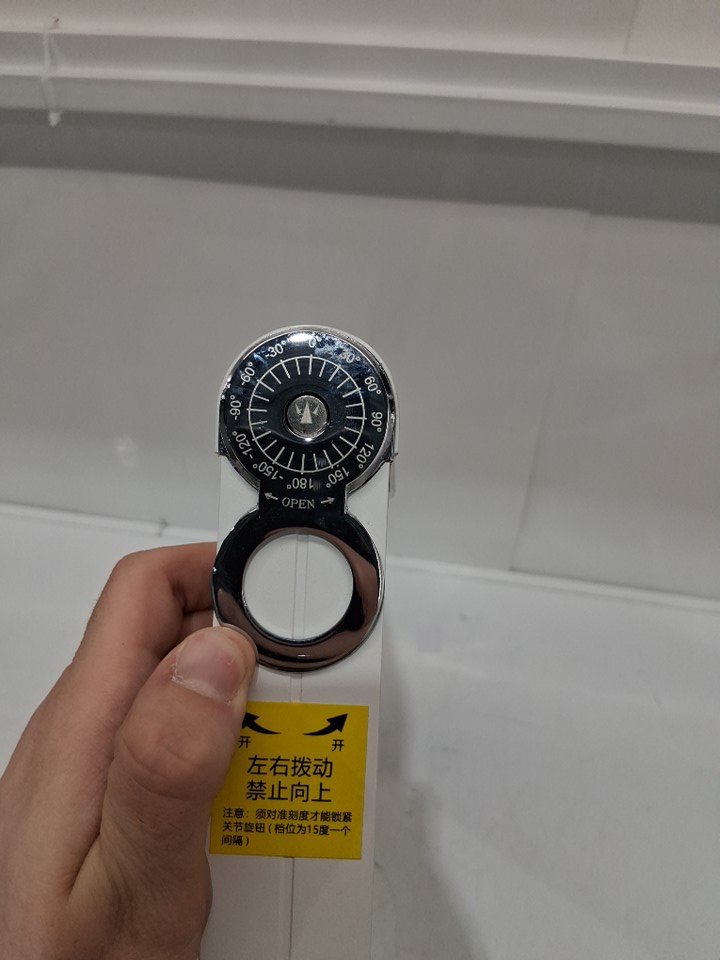 0°
30°
60°
90°
120°
150°
180°
-150°
-120°
-90°
-60°
-30°
OPEN
开 开
左右拨动
禁止向上
注意：须对准刻度才能锁紧
关节旋钮（档位为15度一个
间隔）